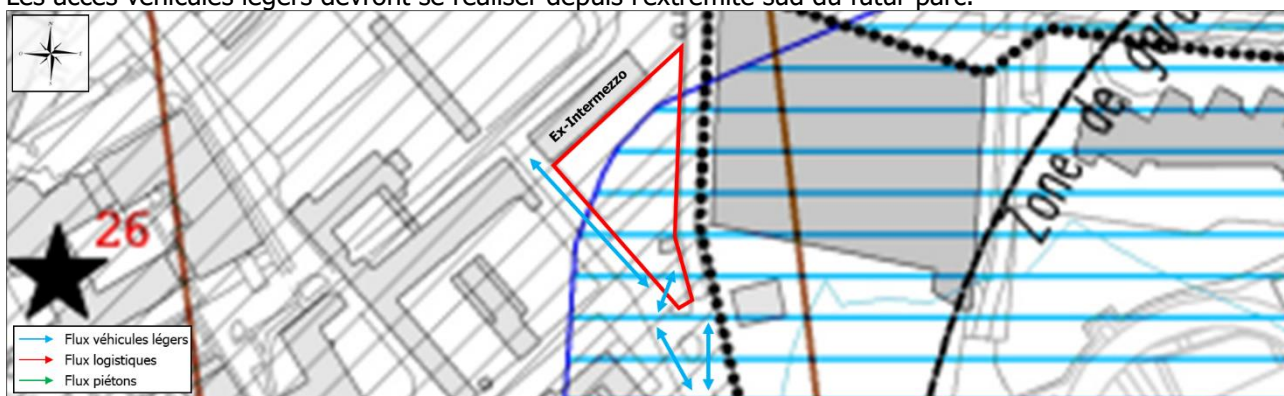 Les accès véhicules légers devront se réaliser depuis l'extrémité sud du futur parc.
Ex-Intermezzo
Zone de
26
Flux véhicules légers
Flux logistiques
Flux piétons